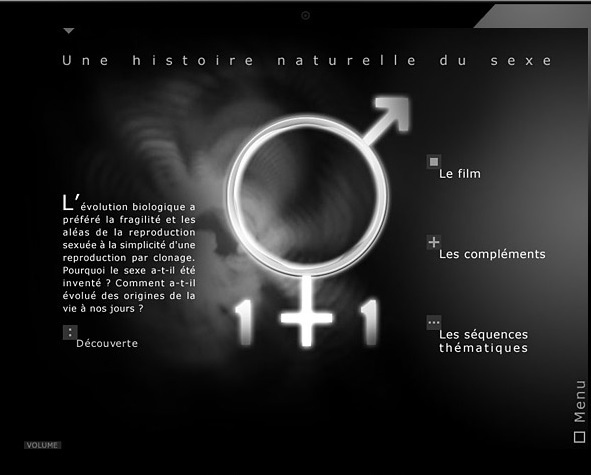 Une histoire naturelle du sexe
L'évolution biologique a
préféré la fragilité et les
aléas de la reproduction
sexuée à la simplicité d'une
reproduction par clonage.
Pourquoi le sexe a-t-il été
inventé ? Comment a-t-il
évolué des origines de la
vie à nos jours ?
Découverte
1+1
Le film
Les compléments
Les séquences
thématiques
Menu
VOLUME